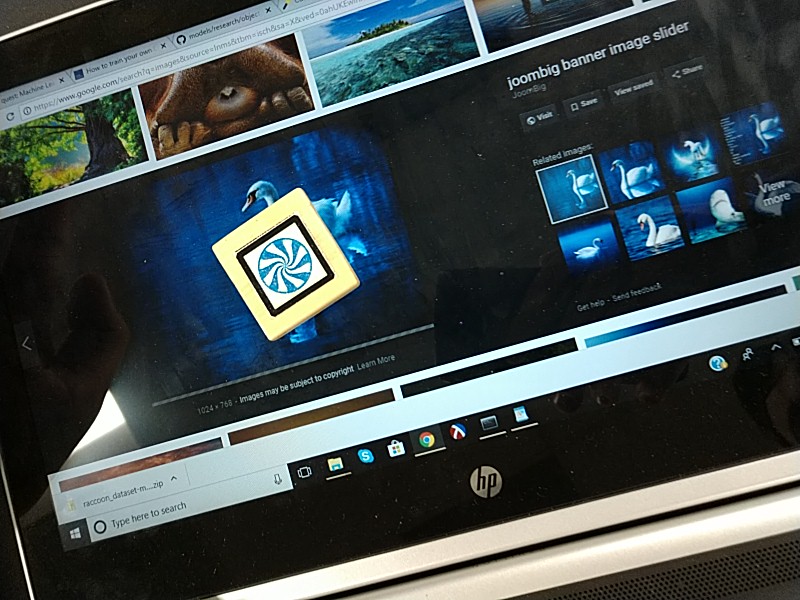 How to train your own
models/research/obje
https://www.google.com/search?q=images&source=lnms&tbm=isch&sa=X&ved=0ahUKEwi
joombig banner image slider
JoomBig
Visit
Save
View saved
Share
Related images:
View more
1024 × 768 - Images may be subject to copyright. Learn More
Get help - Send feedback
raccoon_dataset-m....zip
Type here to search
hp